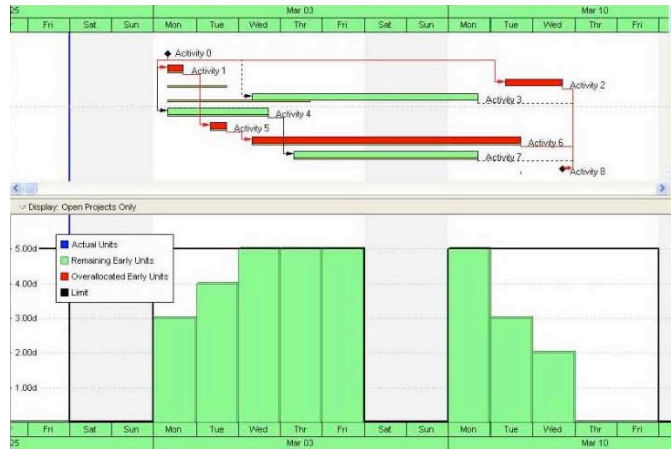 25 Mar 03 Mar 10
Fri Sat Sun Mon Tue Wed Thr Fri Sat Sun Mon Tue Wed Thr Fri
Activity 0
Activity 1
Activity 2
Activity 3
Activity 4
Activity 5
Activity 6
Activity 7
Activity 8
Display: Open Projects Only
5.00d
Actual Units
Remaining Early Units
Overallocated Early Units
Limit
4.00d
3.00d
2.00d
1.00d
Fri Sat Sun Mon Tue Wed Thr Fri Sat Sun Mon Tue Wed Thr Fri
25 Mar 03 Mar 10